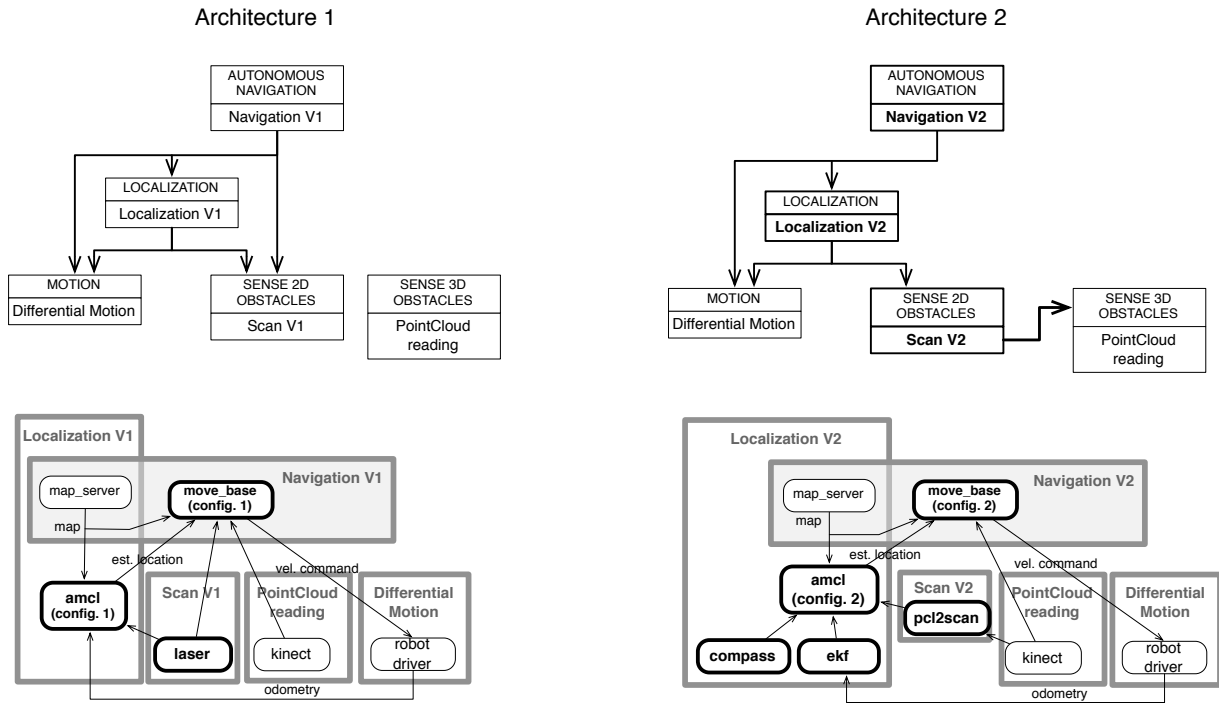 Architecture 1
AUTONOMOUS
NAVIGATION
Navigation V1
LOCALIZATION
Localization V1
MOTION
Differential Motion
SENSE 2D
OBSTACLES
Scan V1
SENSE 3D
OBSTACLES
PointCloud
reading
Localization V1
Navigation V1
map_server
move_base
(config. 1)
map
est. location
vel. command
amcl
(config. 1)
Scan V1
PointCloud
reading
Differential
Motion
laser
kinect
robot
driver
odometry
Architecture 2
AUTONOMOUS
NAVIGATION
Navigation V2
LOCALIZATION
Localization V2
MOTION
Differential Motion
SENSE 2D
OBSTACLES
Scan V2
SENSE 3D
OBSTACLES
PointCloud
reading
Localization V2
Navigation V2
map_server
move_base
(config. 2)
map
est. location
vel. command
amcl
(config. 2)
Scan V2
PointCloud
reading
Differential
Motion
pcl2scan
compass
ekf
kinect
robot
driver
odometry